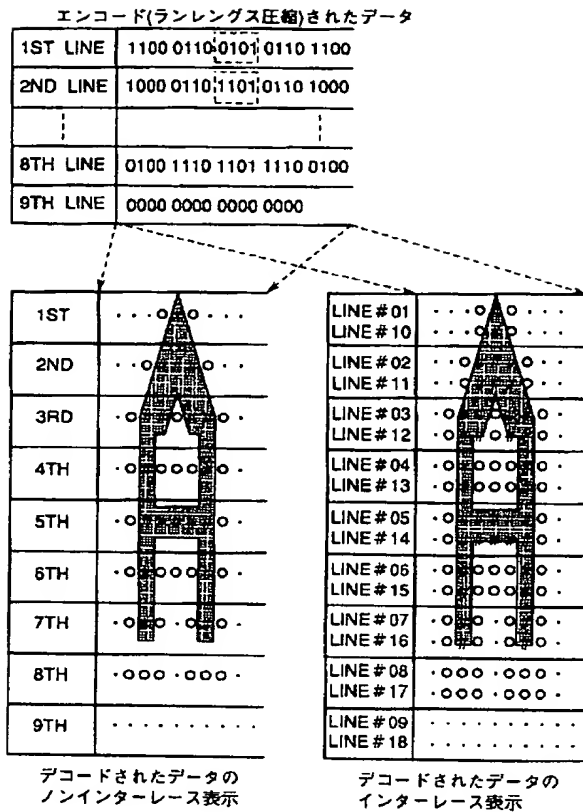 エンコード(ランレングス圧縮)されたデータ
1ST LINE 1100 0110 0101 0110 1100
2ND LINE 1000 0110 1101 0110 1000
8TH LINE 0100 1110 1101 1110 0100
9TH LINE 0000 0000 0000 0000
1ST
2ND
3RD
4TH
5TH
6TH
7TH
8TH
9TH
デコードされたデータの
ノンインターレース表示
LINE#01
LINE#10
LINE#02
LINE#11
LINE#03
LINE#12
LINE#04
LINE#13
LINE#05
LINE#14
LINE#06
LINE#15
LINE#07
LINE#16
LINE#08
LINE#17
LINE#09
LINE#18
デコードされたデータの
インターレース表示